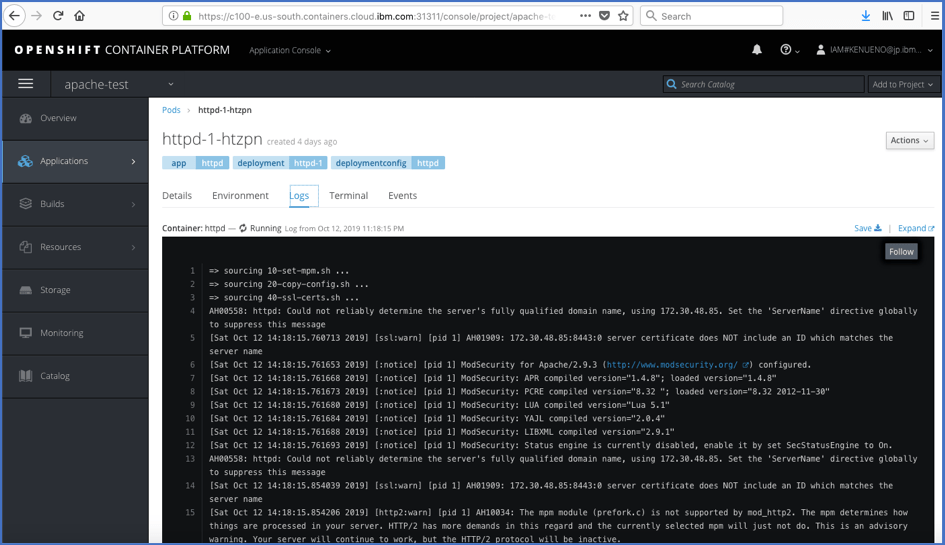 https://c100-e.us-south.containers.cloud.ibm.com:31311/console/project/apache-te
Search
OPENSHIFT CONTAINER PLATFORM
Application Console
IAM#KENUENO@jp.ibm...
apache-test
Search Catalog
Add to Project
Overview
Applications
Builds
Resources
Storage
Monitoring
Catalog
Pods › httpd-1-htzpn
httpd-1-htzpn created 4 days ago
Actions
app httpd deployment httpd-1 deploymentconfig httpd
Details Environment Logs Terminal Events
Container: httpd — Running Log from Oct 12, 2019 11:18:15 PM
Save | Expand
Follow
1 => sourcing 10-set-mpm.sh ...
2 => sourcing 20-copy-config.sh ...
3 => sourcing 40-ssl-certs.sh ...
4 AH00558: httpd: Could not reliably determine the server's fully qualified domain name, using 172.30.48.85. Set the 'ServerName' directive globally
to suppress this message
5 [Sat Oct 12 14:18:15.760713 2019] [ssl:warn] [pid 1] AH01909: 172.30.48.85:8443:0 server certificate does NOT include an ID which matches the
server name
6 [Sat Oct 12 14:18:15.761653 2019] [:notice] [pid 1] ModSecurity for Apache/2.9.3 (http://www.modsecurity.org/ ) configured.
7 [Sat Oct 12 14:18:15.761668 2019] [:notice] [pid 1] ModSecurity: APR compiled version="1.4.8"; loaded version="1.4.8"
8 [Sat Oct 12 14:18:15.761673 2019] [:notice] [pid 1] ModSecurity: PCRE compiled version="8.32 "; loaded version="8.32 2012-11-30"
9 [Sat Oct 12 14:18:15.761680 2019] [:notice] [pid 1] ModSecurity: LUA compiled version="Lua 5.1"
10 [Sat Oct 12 14:18:15.761684 2019] [:notice] [pid 1] ModSecurity: YAJL compiled version="2.0.4"
11 [Sat Oct 12 14:18:15.761688 2019] [:notice] [pid 1] ModSecurity: LIBXML compiled version="2.9.1"
12 [Sat Oct 12 14:18:15.761693 2019] [:notice] [pid 1] ModSecurity: Status engine is currently disabled, enable it by set SecStatusEngine to On.
13 AH00558: httpd: Could not reliably determine the server's fully qualified domain name, using 172.30.48.85. Set the 'ServerName' directive globally
to suppress this message
14 [Sat Oct 12 14:18:15.854039 2019] [ssl:warn] [pid 1] AH01909: 172.30.48.85:8443:0 server certificate does NOT include an ID which matches the
server name
15 [Sat Oct 12 14:18:15.854206 2019] [http2:warn] [pid 1] AH10034: The mpm module (prefork.c) is not supported by mod_http2. The mpm determines how
things are processed in your server. HTTP/2 has more demands in this regard and the currently selected mpm will just not do. This is an advisory
warning. Your server will continue to work, but the HTTP/2 protocol will be inactive.